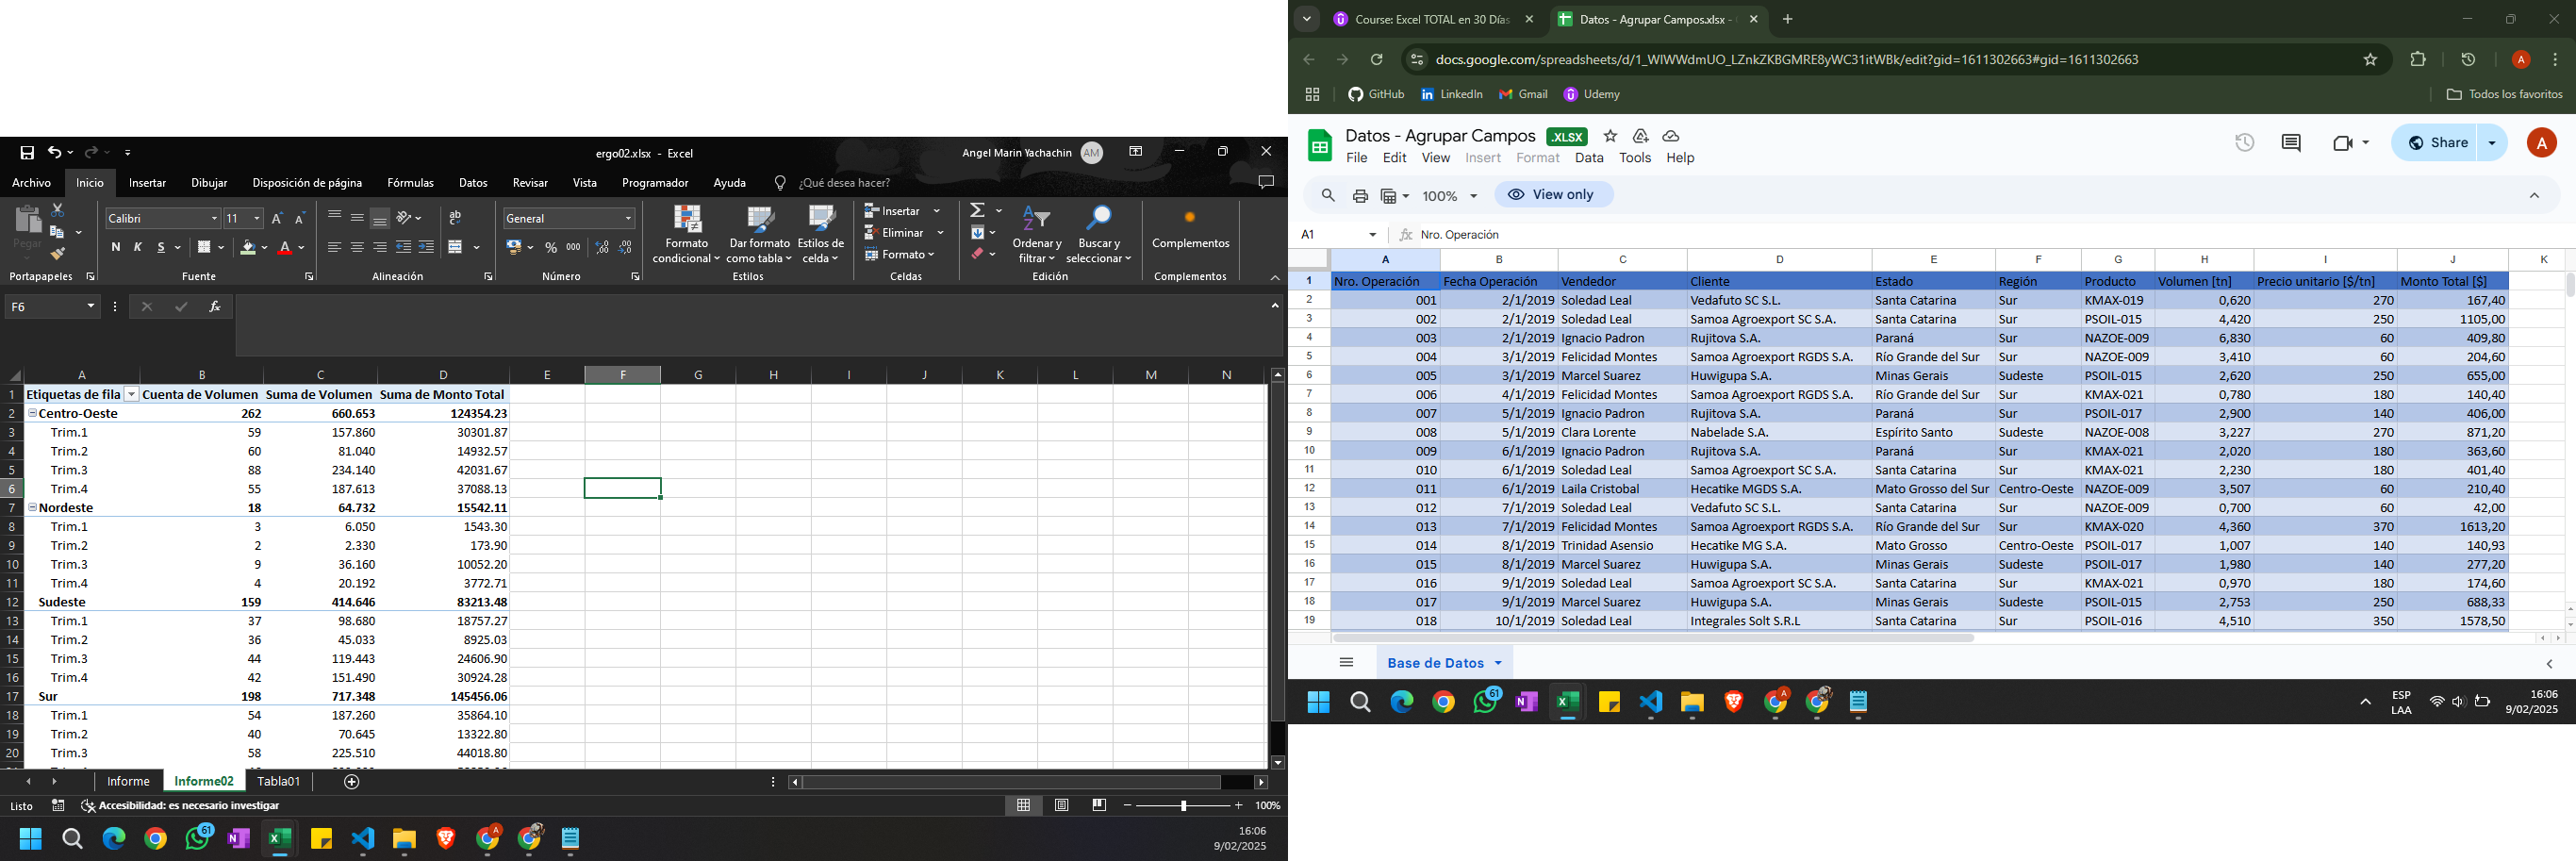 ergo02.xlsx - Excel
Angel Marin Yachachin AM
Archivo Inicio Insertar Dibujar Disposición de página Fórmulas Datos Revisar Vista Programador Ayuda ¿Qué desea hacer?
Pegar
Calibri 11
N K S
General
% 000
Formato condicional
Dar formato como tabla
Estilos de celda
Insertar
Eliminar
Formato
Ordenar y filtrar
Buscar y seleccionar
Complementos
Portapapeles Fuente Alineación Número Estilos Celdas Edición Complementos
F6 fx
A B C D E F G H I J K L M N
1 Etiquetas de fila Cuenta de Volumen Suma de Volumen Suma de Monto Total
2 Centro-Oeste 262 660.653 124354.23
3 Trim.1 59 157.860 30301.87
4 Trim.2 60 81.040 14932.57
5 Trim.3 88 234.140 42031.67
6 Trim.4 55 187.613 37088.13
7 Nordeste 18 64.732 15542.11
8 Trim.1 3 6.050 1543.30
9 Trim.2 2 2.330 173.90
10 Trim.3 9 36.160 10052.20
11 Trim.4 4 20.192 3772.71
12 Sudeste 159 414.646 83213.48
13 Trim.1 37 98.680 18757.27
14 Trim.2 36 45.033 8925.03
15 Trim.3 44 119.443 24606.90
16 Trim.4 42 151.490 30924.28
17 Sur 198 717.348 145456.06
18 Trim.1 54 187.260 35864.10
19 Trim.2 40 70.645 13322.80
20 Trim.3 58 225.510 44018.80
Informe Informe02 Tabla01
Listo Accesibilidad: es necesario investigar 100%
61
16:06
9/02/2025
Course: Excel TOTAL en 30 Días
Datos - Agrupar Campos.xlsx -
docs.google.com/spreadsheets/d/1_WIWWdmUO_LZnkZKBGMRE8yWC31itWBk/edit?gid=1611302663#gid=1611302663
GitHub LinkedIn Gmail Udemy Todos los favoritos
Datos - Agrupar Campos .XLSX
File Edit View Insert Format Data Tools Help
Share A
100% View only
A1 fx Nro. Operación
A B C D E F G H I J K
1 Nro. Operación Fecha Operación Vendedor Cliente Estado Región Producto Volumen [tn] Precio unitario [$/tn] Monto Total [$]
2 001 2/1/2019 Soledad Leal Vedafuto SC S.L. Santa Catarina Sur KMAX-019 0,620 270 167,40
3 002 2/1/2019 Soledad Leal Samoa Agroexport SC S.A. Santa Catarina Sur PSOIL-015 4,420 250 1105,00
4 003 2/1/2019 Ignacio Padron Rujitova S.A. Paraná Sur NAZOE-009 6,830 60 409,80
5 004 3/1/2019 Felicidad Montes Samoa Agroexport RGDS S.A. Río Grande del Sur Sur NAZOE-009 3,410 60 204,60
6 005 3/1/2019 Marcel Suarez Huwigupa S.A. Minas Gerais Sudeste PSOIL-015 2,620 250 655,00
7 006 4/1/2019 Felicidad Montes Samoa Agroexport RGDS S.A. Río Grande del Sur Sur KMAX-021 0,780 180 140,40
8 007 5/1/2019 Ignacio Padron Rujitova S.A. Paraná Sur PSOIL-017 2,900 140 406,00
9 008 5/1/2019 Clara Lorente Nabelade S.A. Espírito Santo Sudeste NAZOE-008 3,227 270 871,20
10 009 6/1/2019 Ignacio Padron Rujitova S.A. Paraná Sur KMAX-021 2,020 180 363,60
11 010 6/1/2019 Soledad Leal Samoa Agroexport SC S.A. Santa Catarina Sur KMAX-021 2,230 180 401,40
12 011 6/1/2019 Laila Cristobal Hecatike MGDS S.A. Mato Grosso del Sur Centro-Oeste NAZOE-009 3,507 60 210,40
13 012 7/1/2019 Soledad Leal Vedafuto SC S.L. Santa Catarina Sur NAZOE-009 0,700 60 42,00
14 013 7/1/2019 Felicidad Montes Samoa Agroexport RGDS S.A. Río Grande del Sur Sur KMAX-020 4,360 370 1613,20
15 014 8/1/2019 Trinidad Asensio Hecatike MG S.A. Mato Grosso Centro-Oeste PSOIL-017 1,007 140 140,93
16 015 8/1/2019 Marcel Suarez Huwigupa S.A. Minas Gerais Sudeste PSOIL-017 1,980 140 277,20
17 016 9/1/2019 Soledad Leal Samoa Agroexport SC S.A. Santa Catarina Sur KMAX-021 0,970 180 174,60
18 017 9/1/2019 Marcel Suarez Huwigupa S.A. Minas Gerais Sudeste PSOIL-015 2,753 250 688,33
19 018 10/1/2019 Soledad Leal Integrales Solt S.R.L Santa Catarina Sur PSOIL-016 4,510 350 1578,50
Base de Datos
61
ESP
LAA
16:06
9/02/2025